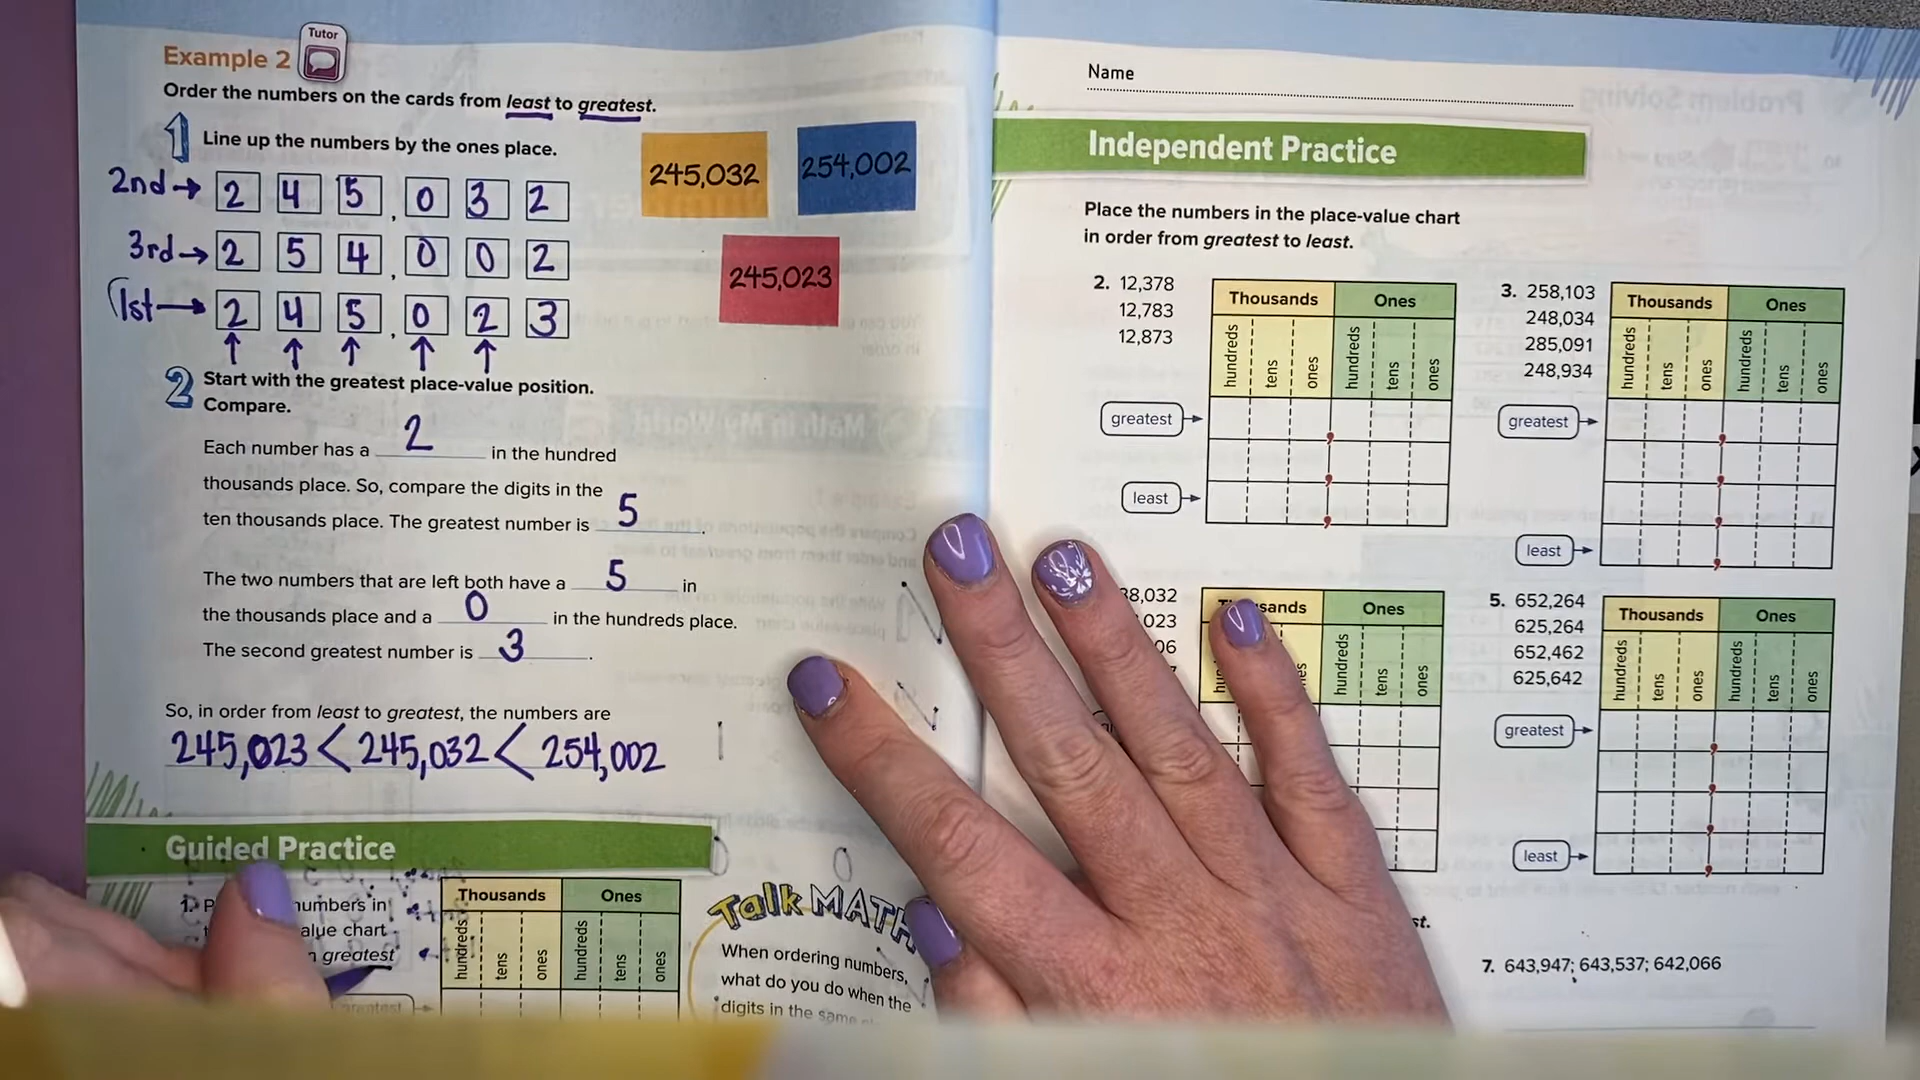 Tutor
Example 2
Order the numbers on the cards from least to greatest.
1 Line up the numbers by the ones place.
245,032
254,002
245,023
2nd→ 2 4 5 , 0 3 2
3rd→ 2 5 4 , 0 0 2
1st→ 2 4 5 , 0 2 3
2 Start with the greatest place-value position.
Compare.
Each number has a 2 in the hundred
thousands place. So, compare the digits in the
ten thousands place. The greatest number is 5.
The two numbers that are left both have a 5 in
the thousands place and a 0 in the hundreds place.
The second greatest number is 3.
So, in order from least to greatest, the numbers are
245,023 < 245,032 < 254,002
Guided Practice
1.
numbers in
chart
greatest
greatest
Thousands Ones
hundreds tens ones hundreds tens ones
Talk MATH
When ordering numbers,
what do you do when the
digits in the same
Name
Independent Practice
Place the numbers in the place-value chart
in order from greatest to least.
2. 12,378
12,783
12,873
Thousands Ones
hundreds tens ones hundreds tens ones
greatest
least
3. 258,103
248,034
285,091
248,934
Thousands Ones
hundreds tens ones hundreds tens ones
greatest
least
Ones
hundreds tens ones
5. 652,264
625,264
652,462
625,642
Thousands Ones
hundreds tens ones hundreds tens ones
greatest
least
7. 643,947; 643,537; 642,066